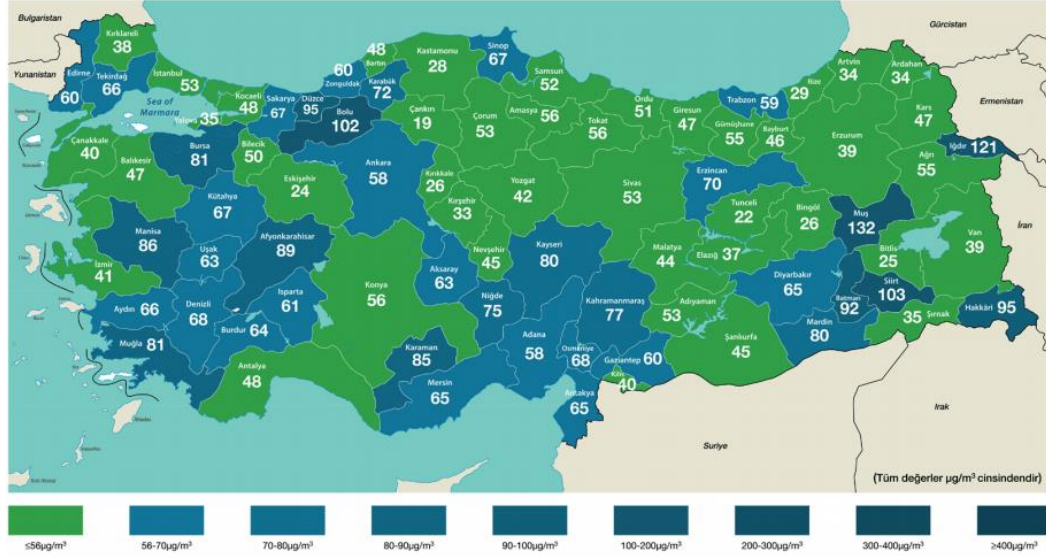 Bulgaristan
Gürcistan
Yunanistan
Ermenistan
İran
Irak
Suriye
Sea of
Marmara
Kırklareli
38
Edirne
60
Tekirdağ
66
İstanbul
53
Kocaeli
48
Yalova 35
Sakarya
67
Düzce
95
Zonguldak
60
Bartın
48
Karabük
72
Bolu
102
Kastamonu
28
Sinop
67
Samsun
52
Çankırı
19
Çorum
53
Amasya
56
Tokat
56
Ordu
51
Giresun
47
Trabzon 59
Gümüşhane
55
Bayburt
46
Rize
29
Artvin
34
Ardahan
34
Kars
47
Iğdır 121
Ağrı
55
Erzurum
39
Erzincan
70
Çanakkale
40
Balıkesir
47
Bursa
81
Bilecik
50
Eskişehir
24
Ankara
58
Kırıkkale
26
Kırşehir
33
Yozgat
42
Sivas
53
Tunceli
22
Bingöl
26
Muş
132
Bitlis
25
Van
39
Kütahya
67
Manisa
86
Uşak
63
Afyonkarahisar
89
İzmir
41
Aydın 66
Denizli
68
Isparta
61
Burdur 64
Muğla 81
Antalya
48
Konya
56
Aksaray
63
Nevşehir
45
Niğde
75
Kayseri
80
Malatya
44
Elazığ 37
Diyarbakır
65
Batman
92
Siirt
103
35 Şırnak
Hakkâri 95
Mardin
80
Adıyaman
53
Şanlıurfa
45
Kahramanmaraş
77
Gaziantep 60
Kilis
40
Osmaniye
68
Adana
58
Antakya
65
Karaman
85
Mersin
65
(Tüm değerler µg/m³ cinsindendir)
≤56µg/m³ 56-70µg/m³ 70-80µg/m³ 80-90µg/m³ 90-100µg/m³ 100-200µg/m³ 200-300µg/m³ 300-400µg/m³ ≥400µg/m³